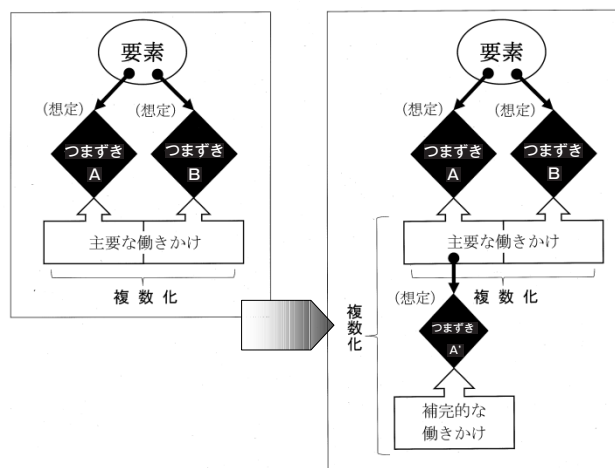 要素
(想定)
(想定)
つまずき
A
つまずき
B
主要な働きかけ
複数化
要素
(想定)
(想定)
つまずき
A
つまずき
B
主要な働きかけ
複数化
(想定)
複数化
つまずき
A'
補完的な
働きかけ